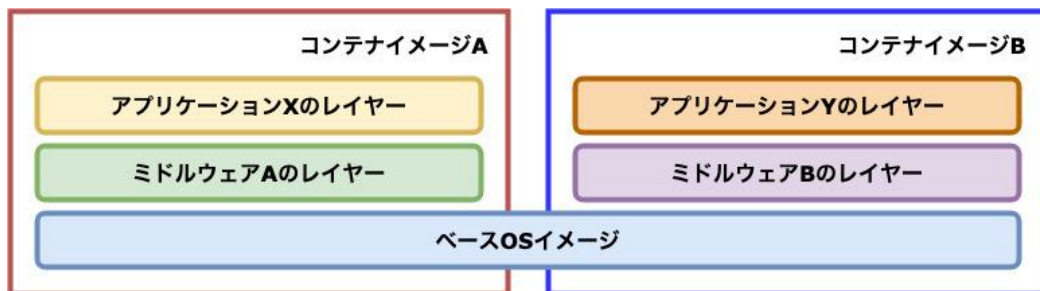 コンテナイメージA
コンテナイメージB
アプリケーションXのレイヤー
アプリケーションYのレイヤー
ミドルウェアAのレイヤー
ミドルウェアBのレイヤー
ベースOSイメージ